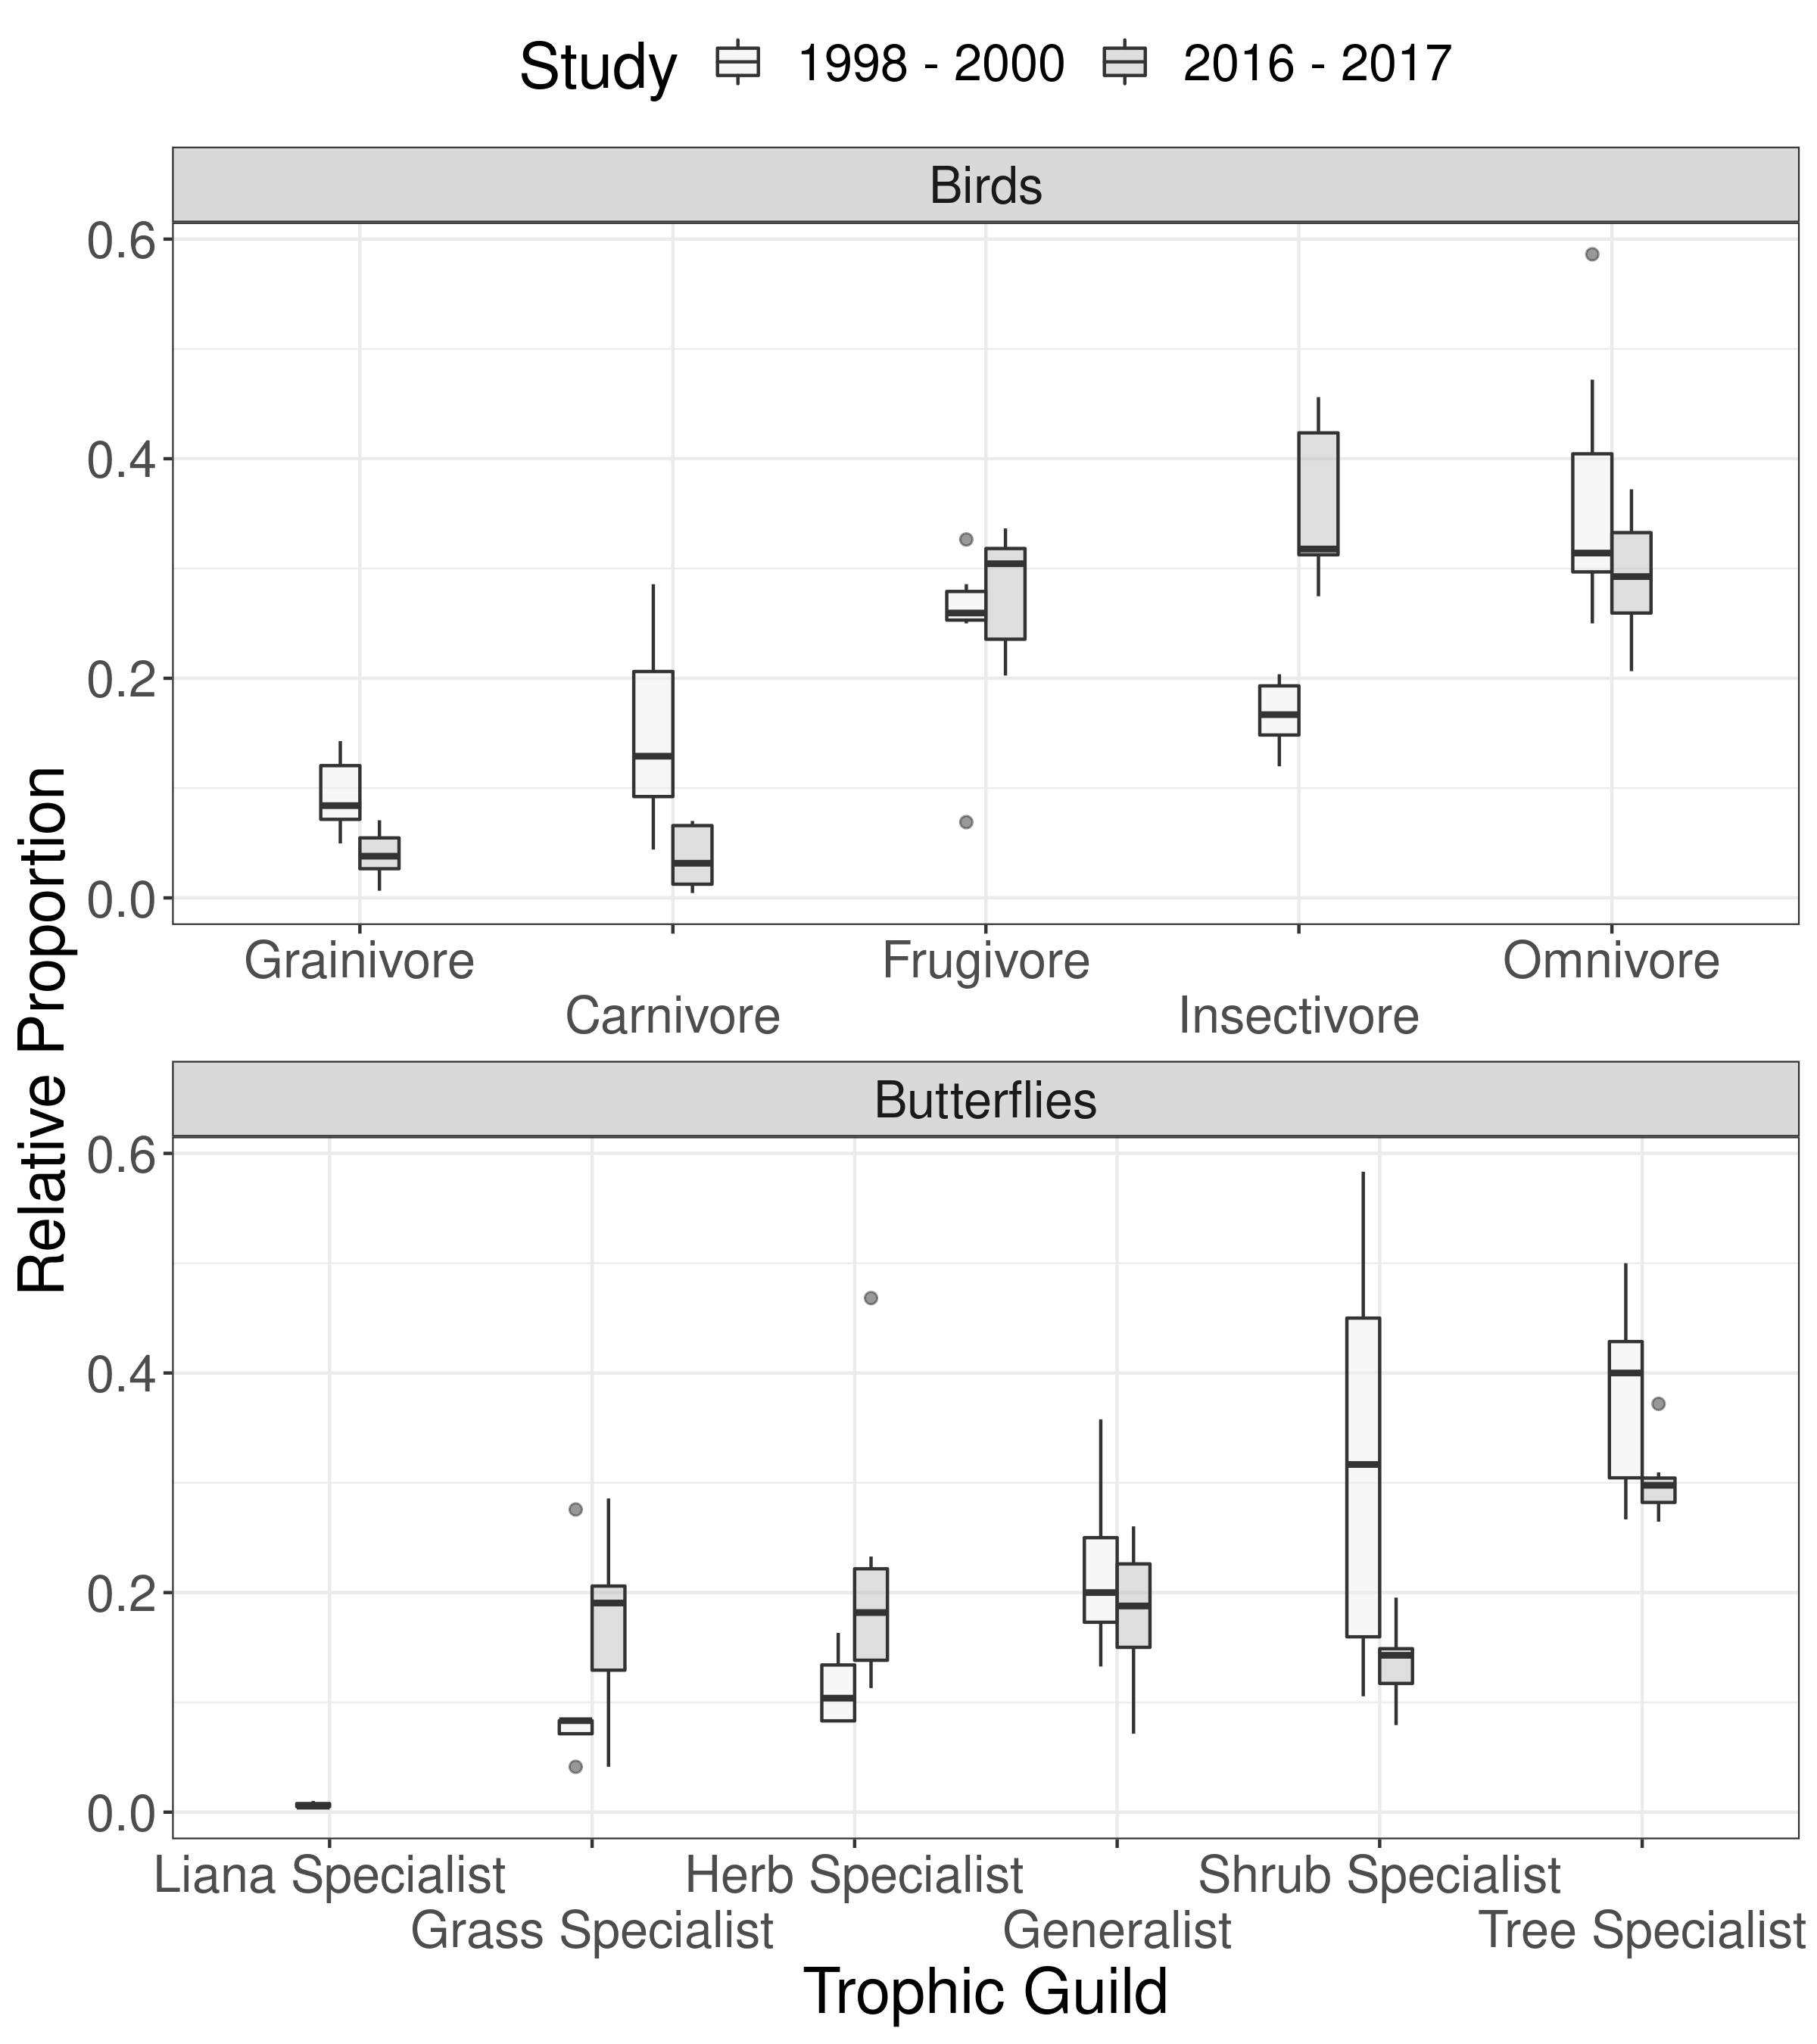 Study 1998 - 2000 2016 - 2017
Birds
0.6
0.4
0.2
0.0
Grainivore Frugivore Omnivore
Carnivore Insectivore
Relative Proportion
Butterflies
0.6
0.4
0.2
0.0
Liana Specialist Herb Specialist Shrub Specialist
Grass Specialist Generalist Tree Specialist
Trophic Guild